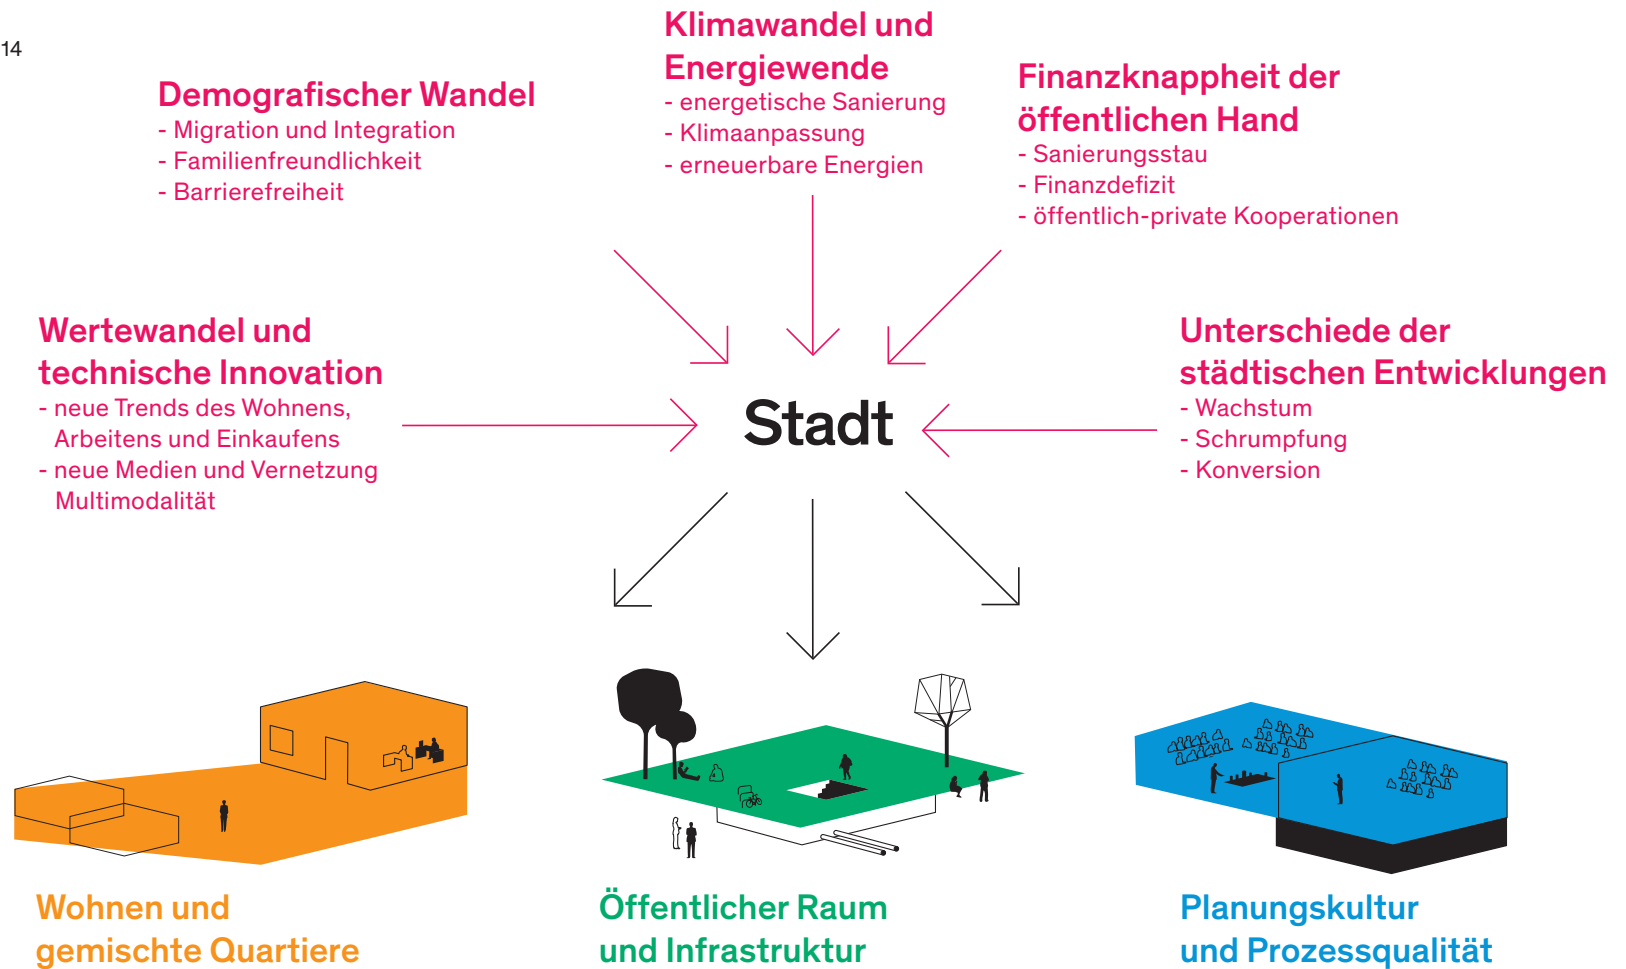 14
Demografischer Wandel
- Migration und Integration
- Familienfreundlichkeit
- Barrierefreiheit
Klimawandel und
Energiewende
- energetische Sanierung
- Klimaanpassung
- erneuerbare Energien
Finanzknappheit der
öffentlichen Hand
- Sanierungsstau
- Finanzdefizit
- öffentlich-private Kooperationen
Wertewandel und
technische Innovation
- neue Trends des Wohnens,
Arbeitens und Einkaufens
- neue Medien und Vernetzung
Multimodalität
Stadt
Unterschiede der
städtischen Entwicklungen
- Wachstum
- Schrumpfung
- Konversion
Wohnen und
gemischte Quartiere
Öffentlicher Raum
und Infrastruktur
Planungskultur
und Prozessqualität